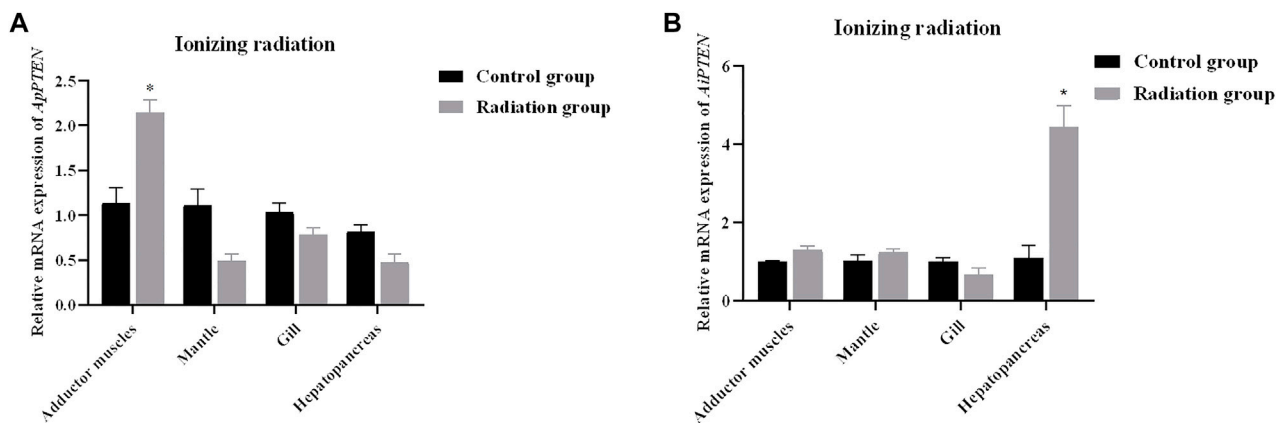 A
Ionizing radiation
Relative mRNA expression of ApPTEN
2.5
2.0
1.5
1.0
0.5
0.0
*
Adductor muscles
Mantle
Gill
Hepatopancreas
Control group
Radiation group
B
Ionizing radiation
Relative mRNA expression of AiPTEN
6
4
2
0
*
Adductor muscles
Mantle
Gill
Hepatopancreas
Control group
Radiation group